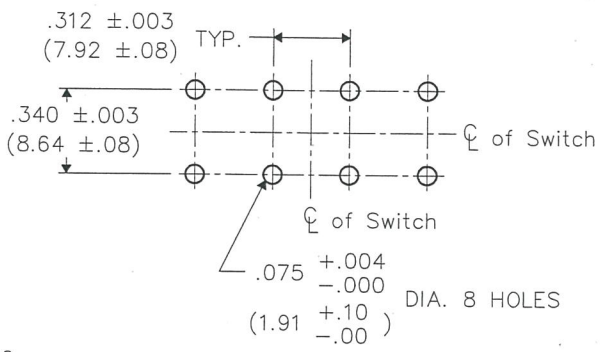 .312 ±.003
(7.92 ±.08)
TYP.
.340 ±.003
(8.64 ±.08)
℄ of Switch
℄ of Switch
.075 +.004
-.000
(1.91 +.10
-.00 )
DIA. 8 HOLES